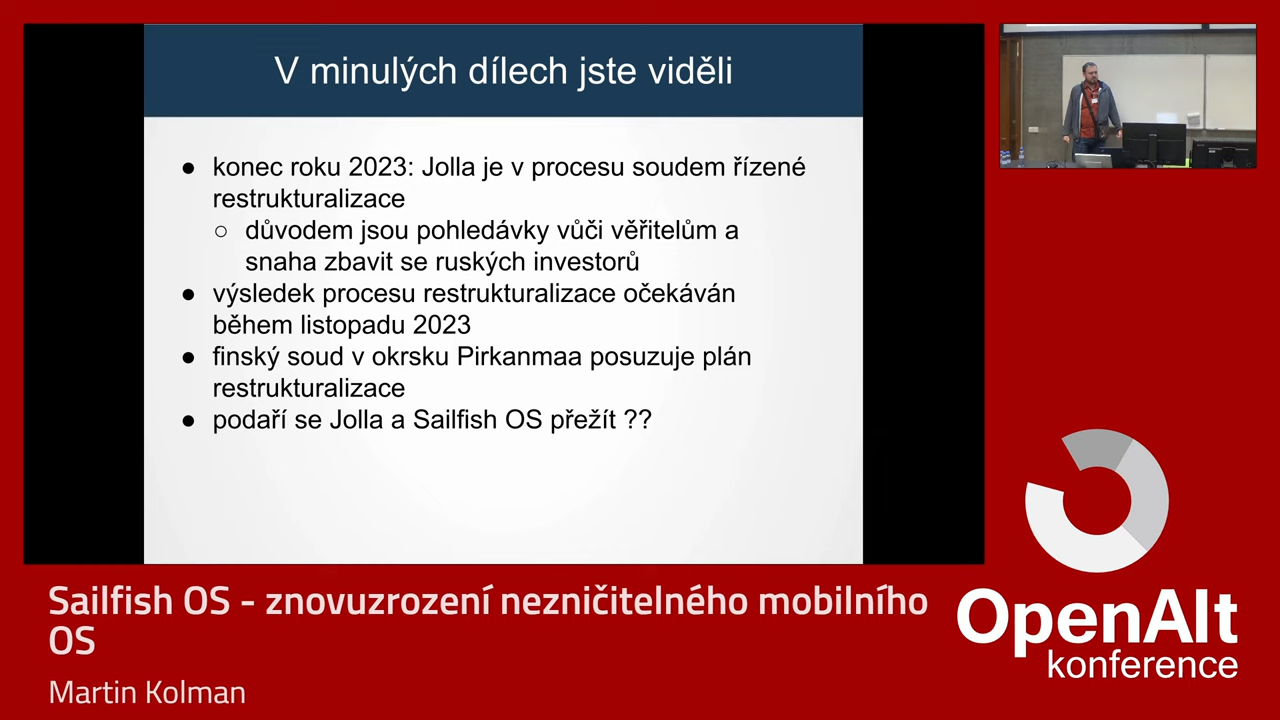 V minulých dílech jste viděli
● konec roku 2023: Jolla je v procesu soudem řízené
restrukturalizace
○ důvodem jsou pohledávky vůči věřitelům a
snaha zbavit se ruských investorů
● výsledek procesu restrukturalizace očekáván
během listopadu 2023
● finský soud v okrsku Pirkanmaa posuzuje plán
restrukturalizace
● podaří se Jolla a Sailfish OS přežít ??
Sailfish OS - znovuzrození nezničitelného mobilního
OS
Martin Kolman
OpenAlt
konference